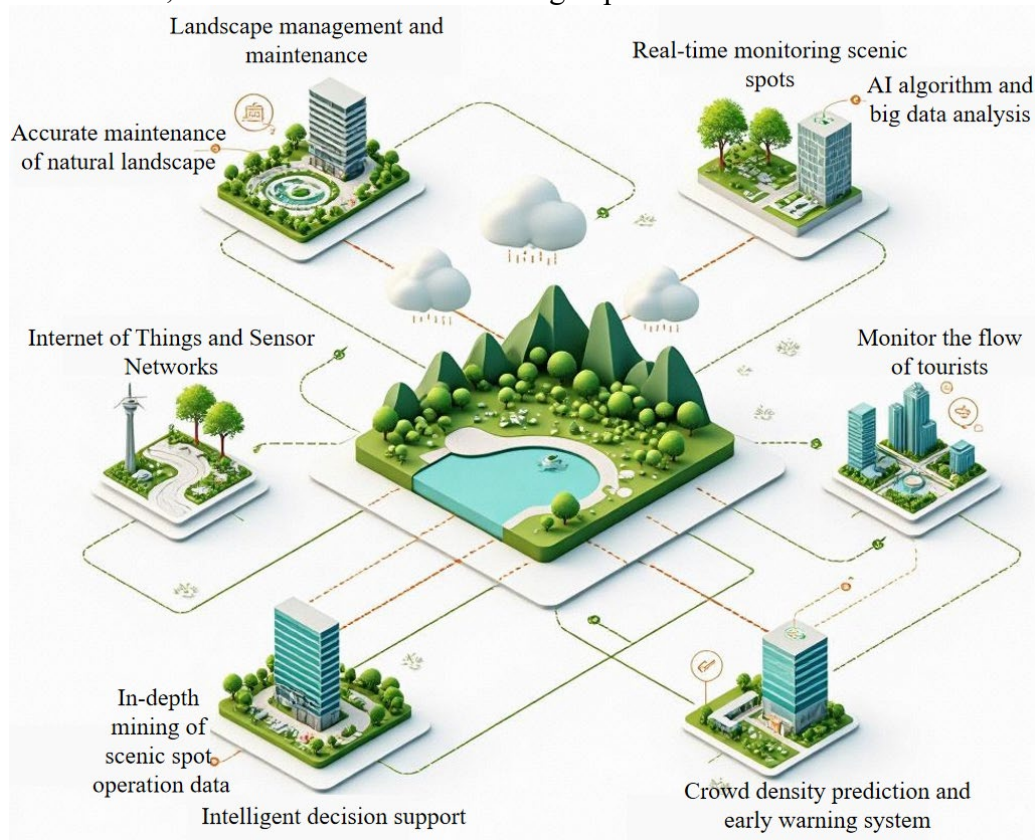 Landscape management and
maintenance
Real-time monitoring scenic
spots
AI algorithm and
big data analysis
Accurate maintenance
of natural landscape
Internet of Things and Sensor
Networks
Monitor the flow
of tourists
In-depth
mining of
scenic spot
operation data
Intelligent decision support
Crowd density prediction and
early warning system